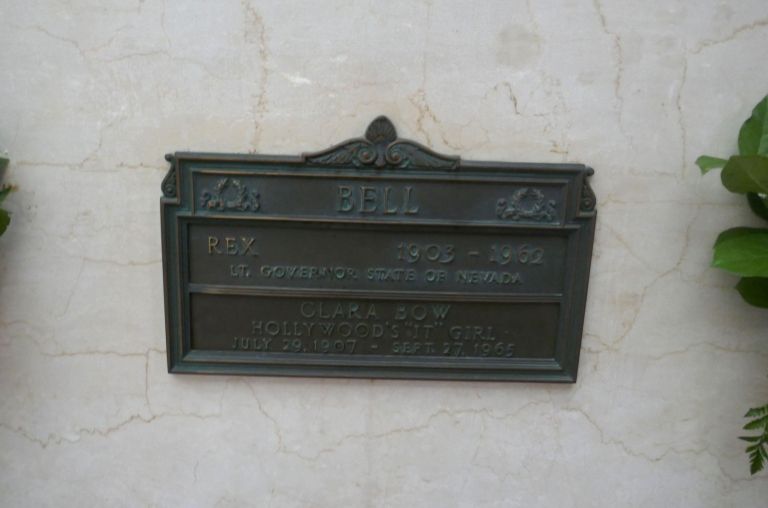 BELL
REX 1903 - 1962
LT. GOVERNOR STATE OF NEVADA
CLARA BOW
HOLLYWOOD'S "IT" GIRL
JULY 29, 1907 - SEPT. 27, 1965